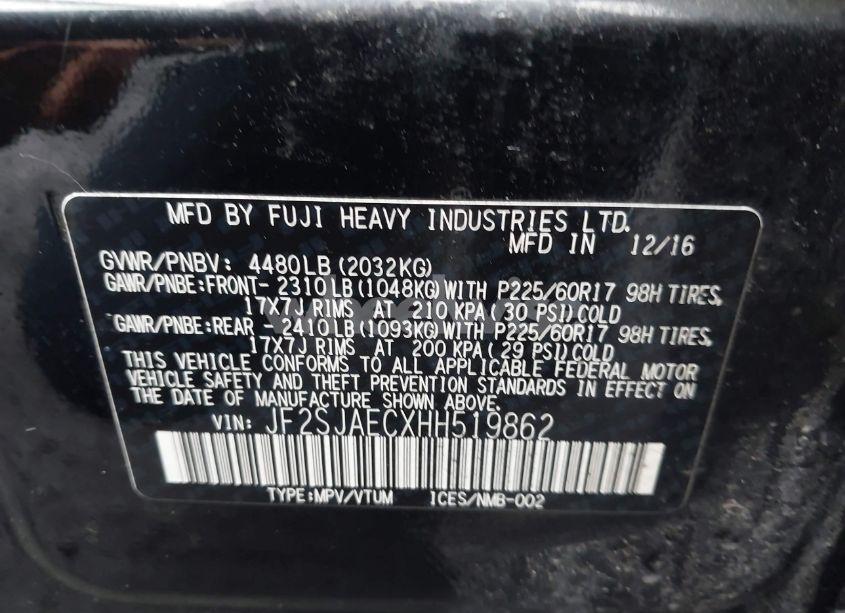 MFD BY FUJI HEAVY INDUSTRIES LTD.
MFD IN 12/16
GVWR/PNBV: 4480LB(2032KG)
GAWR/PNBE:FRONT- 2310LB(1048KG)WITH P225/60R17 98H TIRES,
17X7J RIMS AT 210 KPA(30 PSI)COLD
GAWR/PNBE:REAR - 2410LB(1093KG)WITH P225/60R17 98H TIRES,
17X7J RIMS AT 200 KPA(29 PSI)COLD
THIS VEHICLE CONFORMS TO ALL APPLICABLE FEDERAL MOTOR
VEHICLE SAFETY AND THEFT PREVENTION STANDARDS IN EFFECT ON
THE DATE OF MANUFACTURE SHOWN ABOVE.
VIN: JF2SJAECXHH519862
TYPE:MPV/VTUM ICES/NMB-002